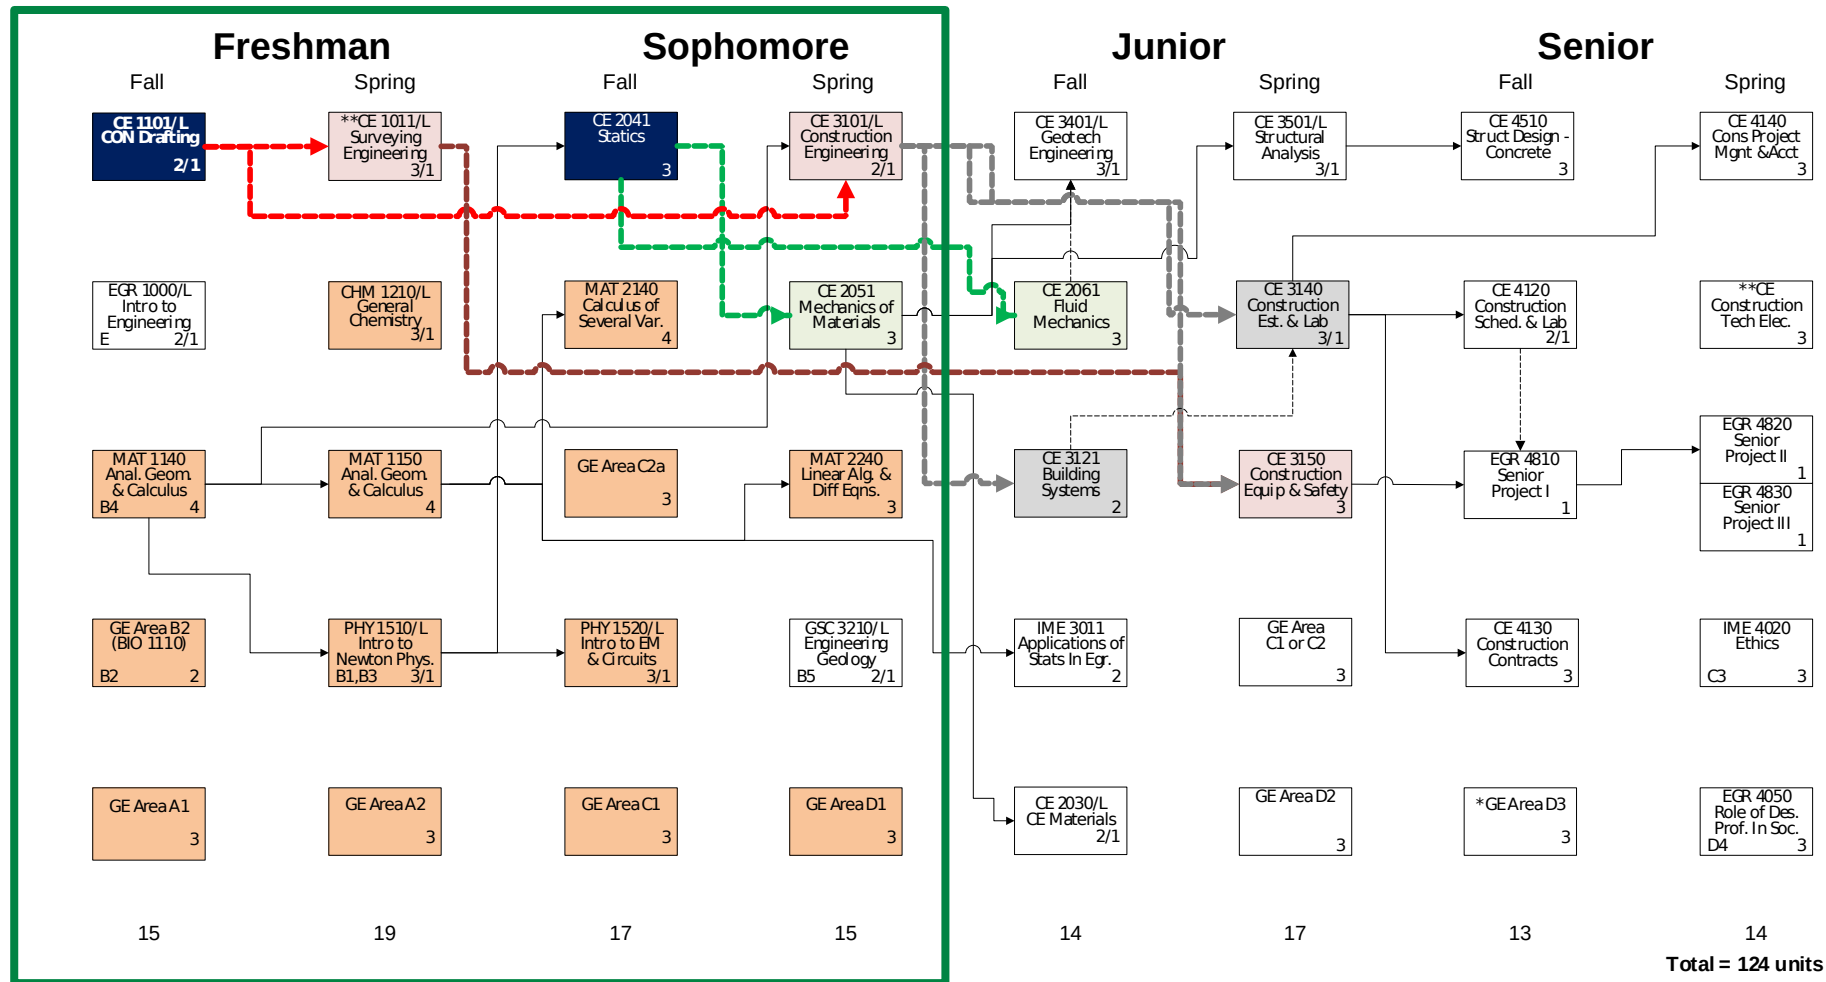 Freshman
Sophomore
Junior
Senior
Fall
Spring
Fall
Spring
Fall
Spring
Fall
Spring
CE 1101/L
CON Drafting
2/1
**CE 1011/L
Surveying
Engineering
3/1
CE 2041
Statics
3
CE 3101/L
Construction
Engineering
2/1
CE 3401/L
Geotech
Engineering
3/1
CE 3501/L
Structural
Analysis
3/1
CE 4510
Struct Design -
Concrete
3
CE 4140
Cons Project
Mgnt &Acct
3
EGR 1000/L
Intro to
Engineering
E 2/1
CHM 1210/L
General
Chemistry
3/1
MAT 2140
Calculus of
Several Var.
4
CE 2051
Mechanics of
Materials
3
CE 2061
Fluid
Mechanics
3
CE 3140
Construction
Est. & Lab
3/1
CE 4120
Construction
Sched. & Lab
2/1
**CE
Construction
Tech Elec.
3
MAT 1140
Anal. Geom.
& Calculus
B4 4
MAT 1150
Anal. Geom.
& Calculus
4
GE Area C2a
3
MAT 2240
Linear Alg. &
Diff Eqns.
3
CE 3121
Building
Systems
2
CE 3150
Construction
Equip & Safety
3
EGR 4810
Senior
Project I
1
EGR 4820
Senior
Project II
1
EGR 4830
Senior
Project III
1
GE Area B2
(BIO 1110)
B2 2
PHY 1510/L
Intro to
Newton Phys.
B1,B3 3/1
PHY 1520/L
Intro to EM
& Circuits
3/1
GSC 3210/L
Engineering
Geology
B5 2/1
IME 3011
Applications of
Stats In Egr.
2
GE Area
C1 or C2
3
CE 4130
Construction
Contracts
3
IME 4020
Ethics
C3 3
GE Area A1
3
GE Area A2
3
GE Area C1
3
GE Area D1
3
CE 2030/L
CE Materials
2/1
GE Area D2
3
*GE Area D3
3
EGR 4050
Role of Des.
Prof. In Soc.
D4 3
15
19
17
15
14
17
13
14
Total = 124 units